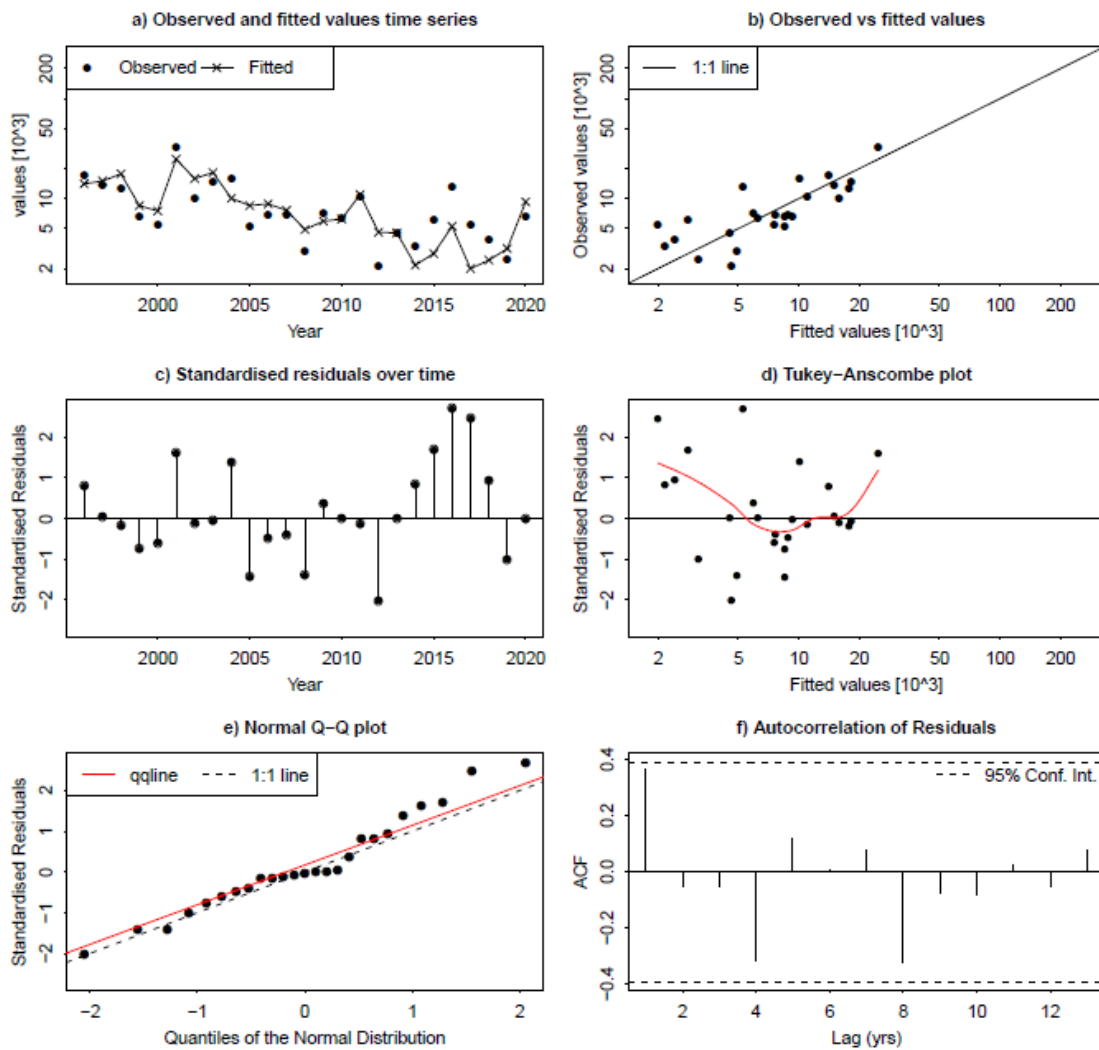 a) Observed and fitted values time series
values [10^3]
200
50
10
5
2
Observed
Fitted
2000
2005
2010
2015
2020
Year
b) Observed vs fitted values
Observed values [10^3]
200
50
10
5
2
1:1 line
2
5
10
20
50
100
200
Fitted values [10^3]
c) Standardised residuals over time
Standardised Residuals
2
1
0
−1
−2
2000
2005
2010
2015
2020
Year
d) Tukey−Anscombe plot
Standardised Residuals
2
1
0
−1
−2
2
5
10
20
50
100
200
Fitted values [10^3]
e) Normal Q−Q plot
Standardised Residuals
2
1
0
−1
−2
qqline
1:1 line
−2
−1
0
1
2
Quantiles of the Normal Distribution
f) Autocorrelation of Residuals
ACF
0.4
0.2
0.0
−0.2
−0.4
95% Conf. Int.
2
4
6
8
10
12
Lag (yrs)